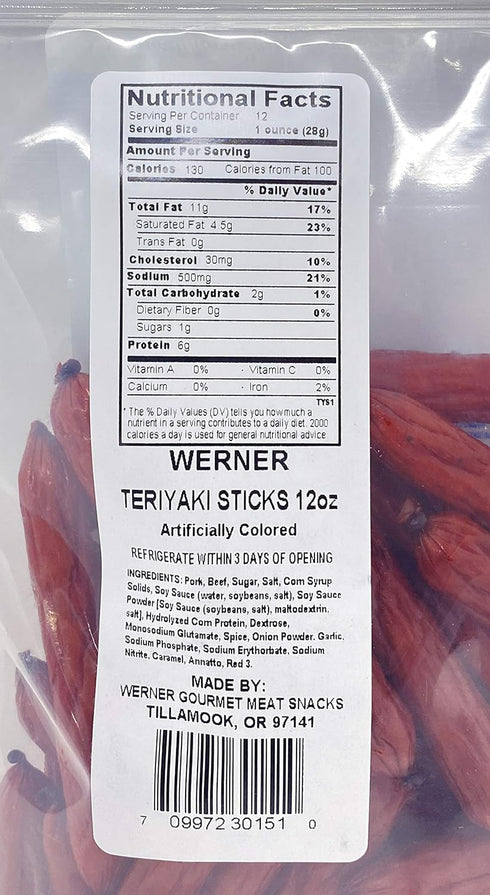 Nutritional Facts
Serving Per Container 12
Serving Size 1 ounce (28g)
Amount Per Serving
Calories 130 Calories from Fat 100
% Daily Value*
Total Fat 11g 17%
Saturated Fat 4.5g 23%
Trans Fat 0g
Cholesterol 30mg 10%
Sodium 500mg 21%
Total Carbohydrate 2g 1%
Dietary Fiber 0g 0%
Sugars 1g
Protein 6g
Vitamin A 0% · Vitamin C 0%
Calcium 0% · Iron 2%
TYS1
* The % Daily Values (DV) tells you how much a
nutrient in a serving contributes to a daily diet. 2000
calories a day is used for general nutritional advice
WERNER
TERIYAKI STICKS 12oz
Artificially Colored
REFRIGERATE WITHIN 3 DAYS OF OPENING
INGREDIENTS: Pork, Beef, Sugar, Salt, Corn Syrup
Solids, Soy Sauce (water, soybeans, salt), Soy Sauce
Powder [Soy Sauce (soybeans, salt), maltodextrin,
salt], Hydrolyzed Corn Protein, Dextrose,
Monosodium Glutamate, Spice, Onion Powder, Garlic,
Sodium Phosphate, Sodium Erythorbate, Sodium
Nitrite, Caramel, Annatto, Red 3.
MADE BY:
WERNER GOURMET MEAT SNACKS
TILLAMOOK, OR 97141
7 09972 30151 0